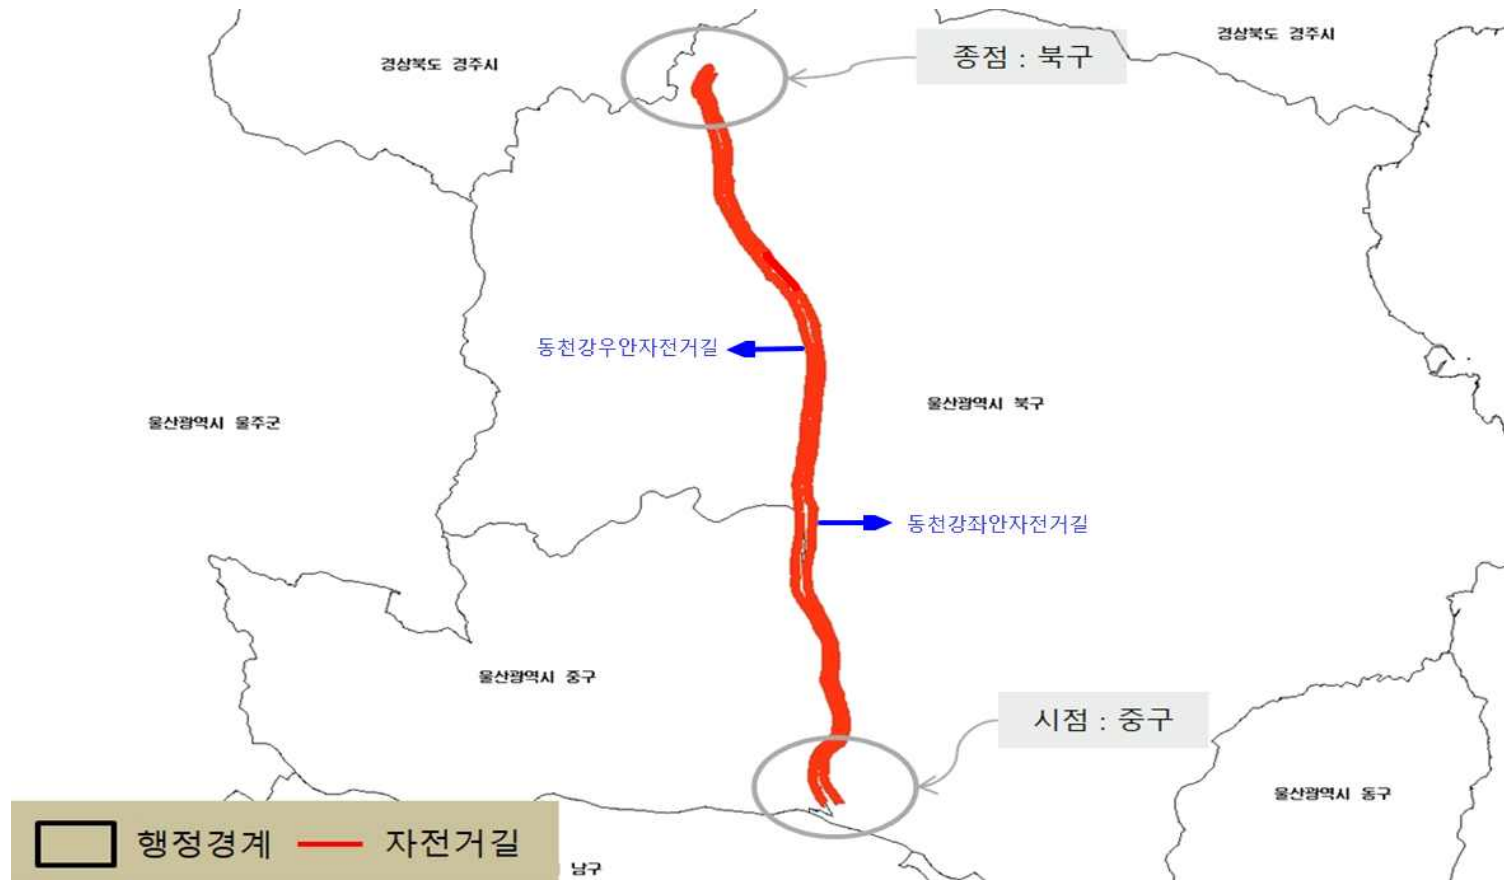 경상북도 경주시
종점 : 북구
경상북도 경주시
동천강우안자전거길
울산광역시 북구
울산광역시 울주군
동천강좌안자전거길
울산광역시 중구
시점 : 중구
울산광역시 동구
행정경계
자전거길
남구